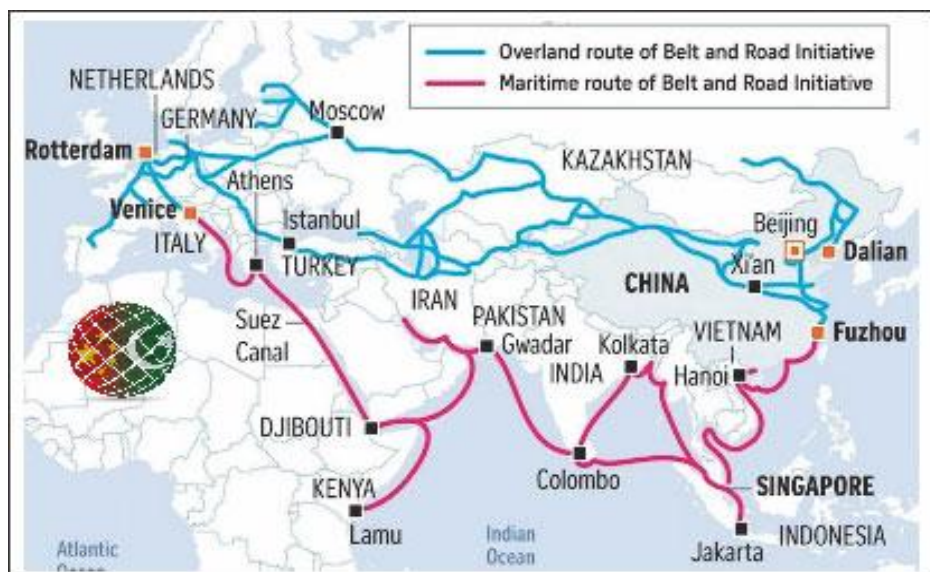 Overland route of Belt and Road Initiative
Maritime route of Belt and Road Initiative
NETHERLANDS
GERMANY
Moscow
Rotterdam
KAZAKHSTAN
Athens
Venice
Istanbul
Beijing
ITALY
TURKEY
Xi'an
Dalian
CHINA
IRAN
Suez
Canal
PAKISTAN
Gwadar
Kolkata
VIETNAM
Fuzhou
INDIA
Hanoi
DJIBOUTI
Colombo
KENYA
SINGAPORE
Lamu
Indian
Ocean
INDONESIA
Jakarta
Atlantic
Ocean